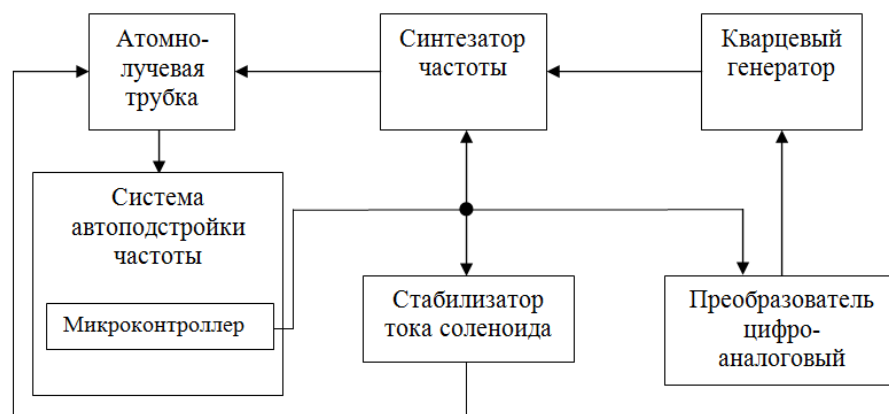 Атомно-
лучевая
трубка
Синтезатор
частоты
Кварцевый
генератор
Система
автоподстройки
частоты
Микроконтроллер
Стабилизатор
тока соленоида
Преобразователь
цифро-
аналоговый